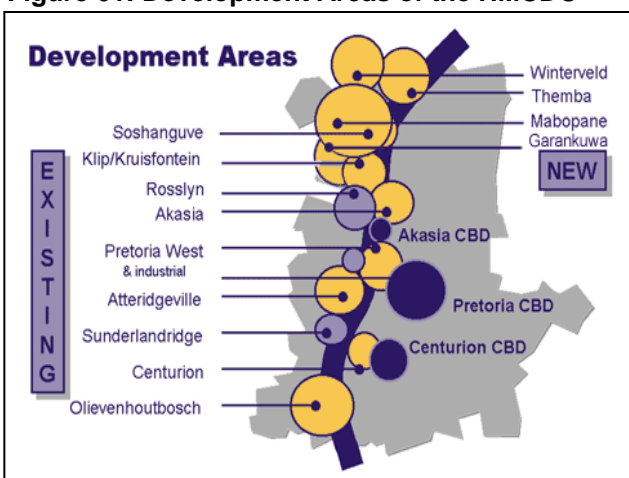 Development Areas
Winterveld
Themba
Mabopane
Garankuwa
NEW
EXISTING
Soshanguve
Klip/Kruisfontein
Rosslyn
Akasia
Pretoria West
& industrial
Atteridgeville
Sunderlandridge
Centurion
Olievenhoutbosch
Akasia CBD
Pretoria CBD
Centurion CBD